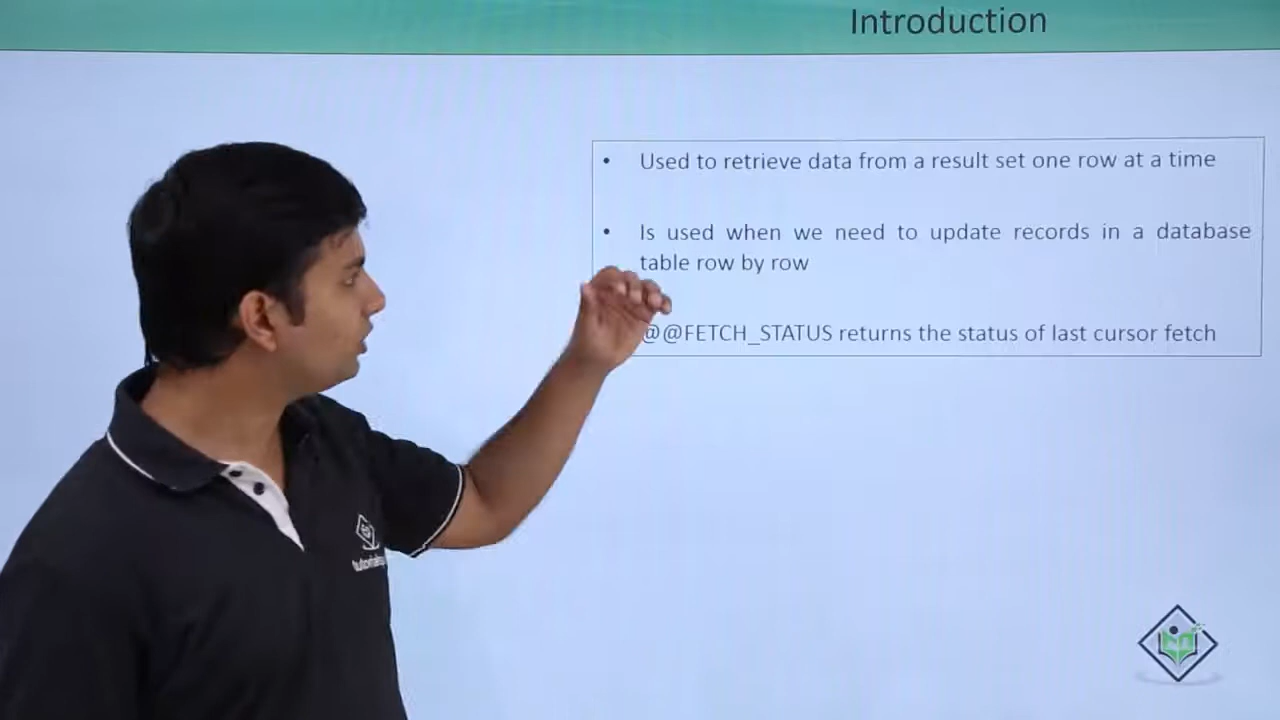 Introduction
• Used to retrieve data from a result set one row at a time
• Is used when we need to update records in a database
table row by row
@@FETCH_STATUS returns the status of last cursor fetch